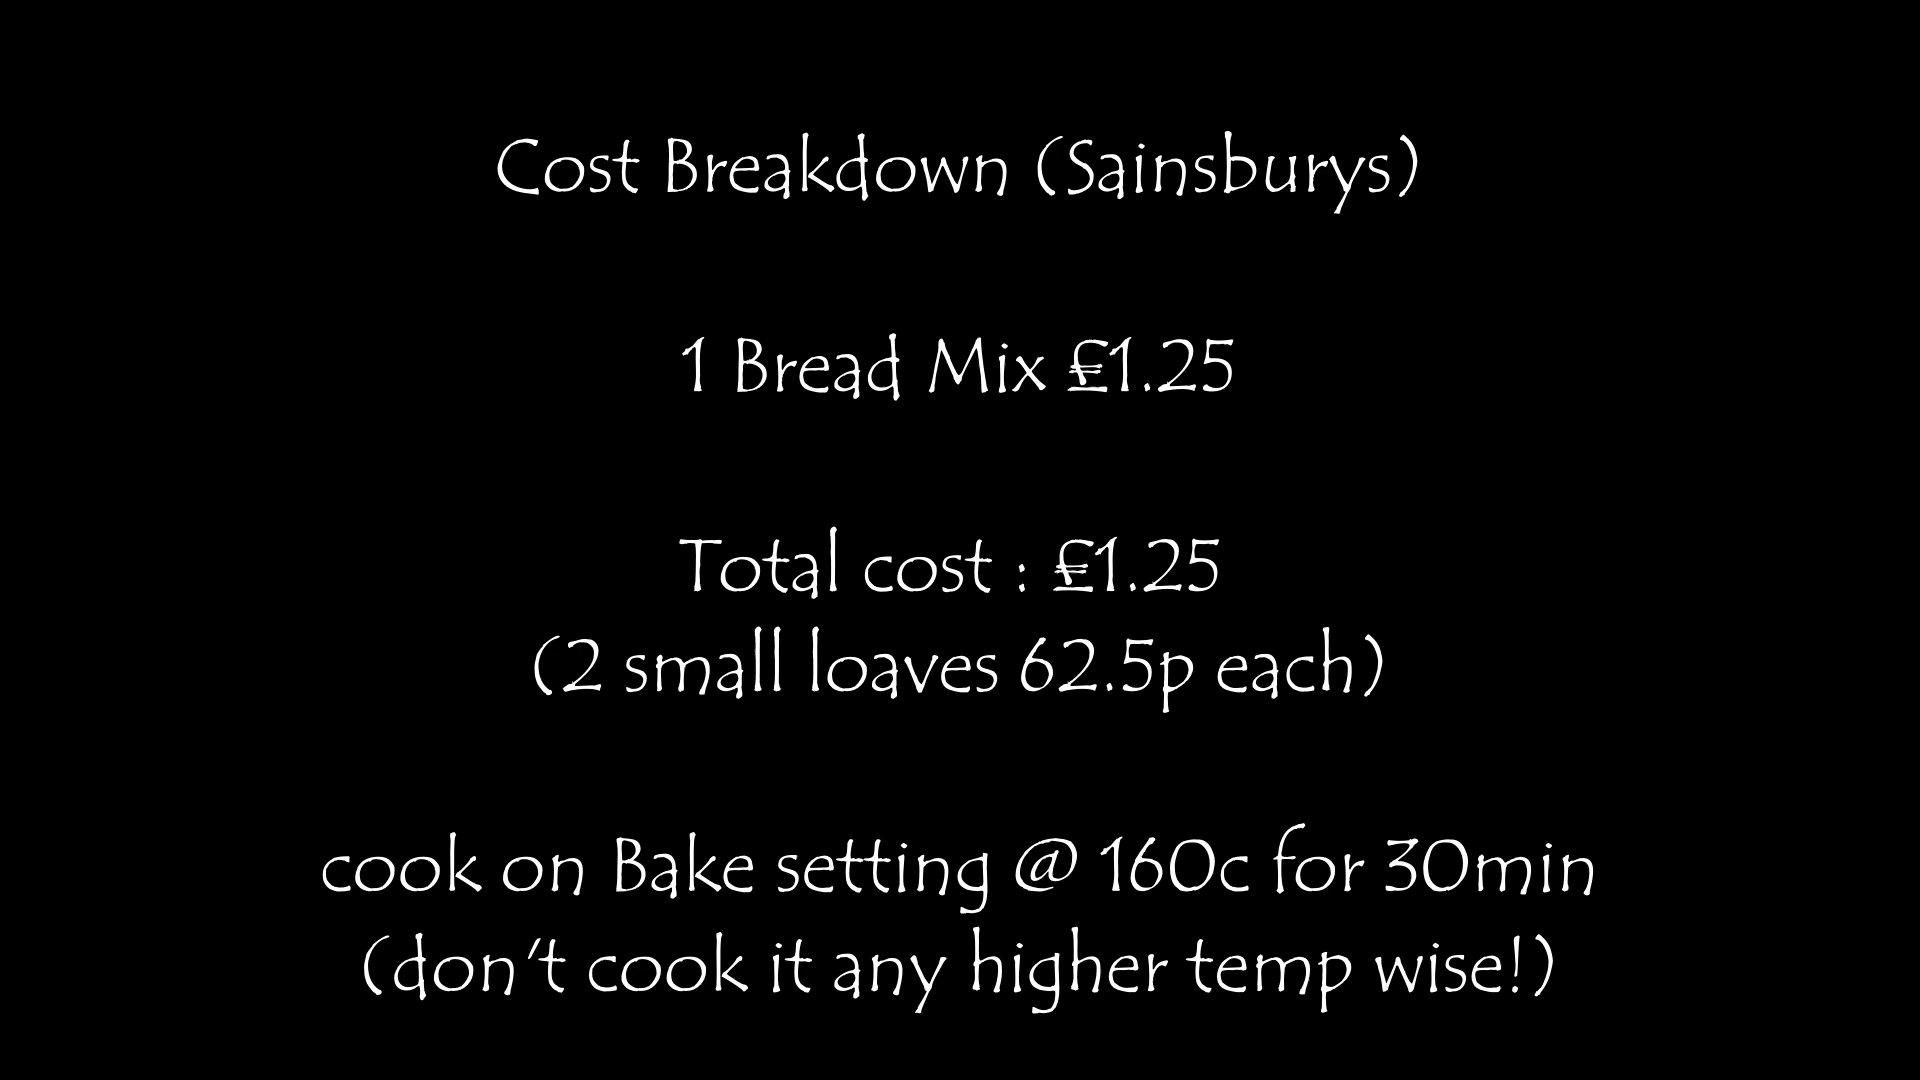 Cost Breakdown (Sainsburys)
1 Bread Mix £1.25
Total cost : £1.25
(2 small loaves 62.5p each)
cook on Bake setting @ 160c for 30min
(don't cook it any higher temp wise!)